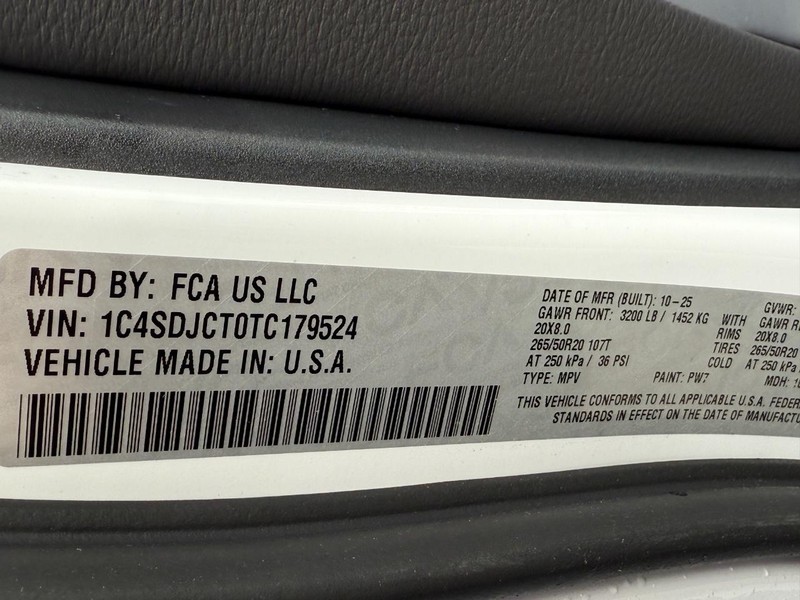 MFD BY: FCA US LLC
VIN: 1C4SDJCT0TC179524
VEHICLE MADE IN: U.S.A.
DATE OF MFR (BUILT): 10-25 GVWR:
GAWR FRONT: 3200 LB / 1452 KG WITH GAWR
20X8.0 RIMS 20X8.0
265/50R20 107T TIRES 265/50R20
AT 250 kPa / 36 PSI COLD AT 250 kPa
TYPE: MPV PAINT: PW7 MDH:
THIS VEHICLE CONFORMS TO ALL APPLICABLE U.S.A.
STANDARDS IN EFFECT ON THE DATE OF